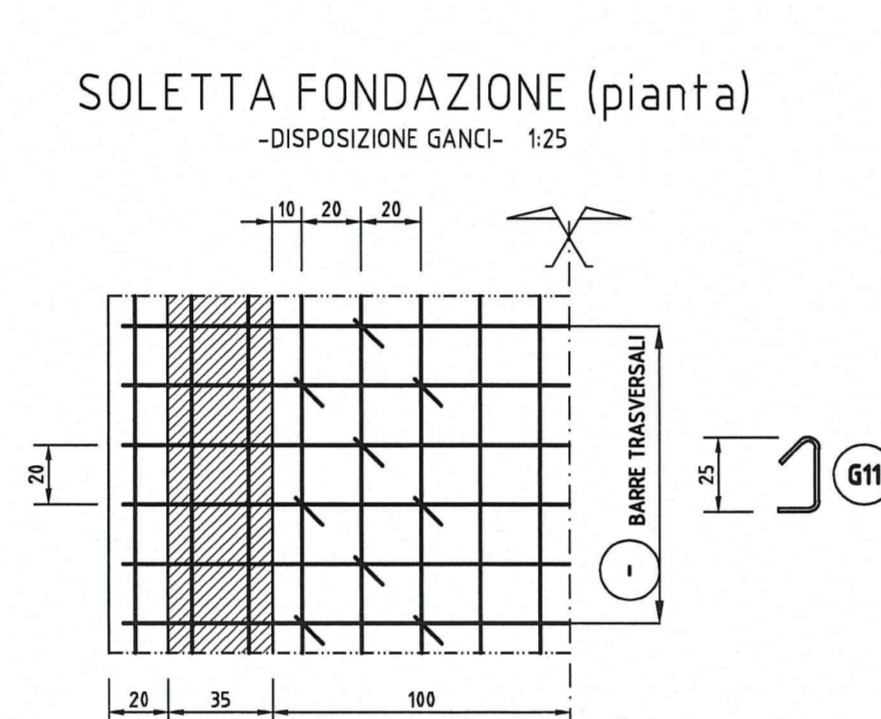 SOLETTA FONDAZIONE (pianta)
-DISPOSIZIONE GANCI- 1:25
10 20 20
BARRE TRASVERSALI
20
25
G11
-
20 35 100